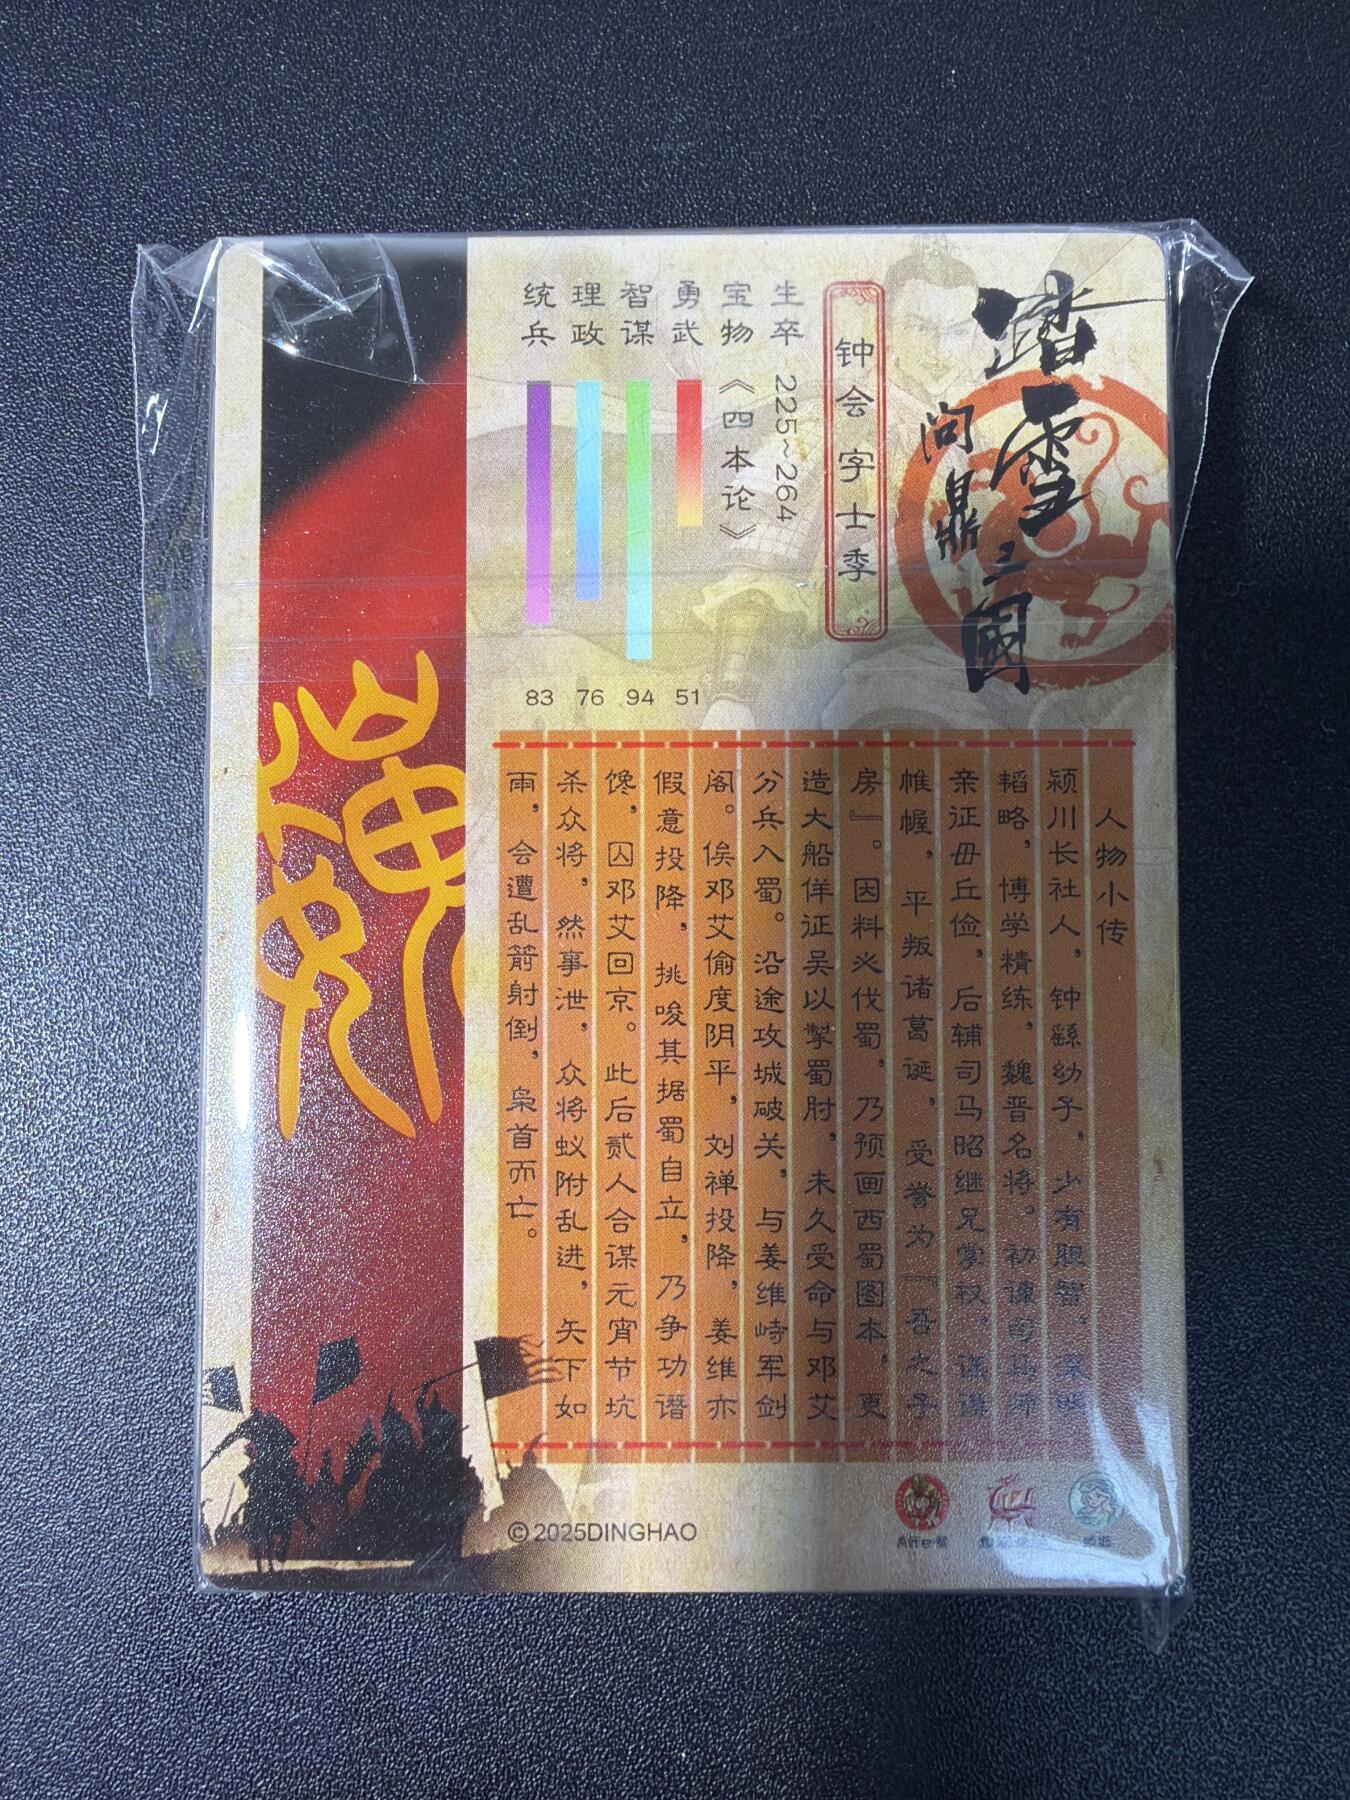 踏雪
问鼎三國
钟会 字士季
生卒 225~264
宝物 《四本论》
勇武 51
智谋 94
理政 76
统兵 83
人物小传
颍川长社人，钟繇幼子，少有胆智，
韬略，博学精练，魏晋名将。初
亲证毌丘俭，后辅司马昭继兄掌权，
帷幄，平叛诸葛诞，受誉为『吾之子
房』。因料必伐蜀，乃预画西蜀图本，更
造大船佯证吴以掣蜀肘，未久受命与邓艾
分兵入蜀。沿途攻城破关，与姜维峙军剑
阁。俟邓艾偷度阴平，刘禅投降，姜维亦
假意投降，挑唆其据蜀自立，乃争功谮
馋，囚邓艾回京。此后贰人合谋元宵节坑
杀众将，然事泄，众将蚁附乱进，矢下如
雨，会遭乱箭射倒，枭首而亡。
魏
© 2025DINGHAO